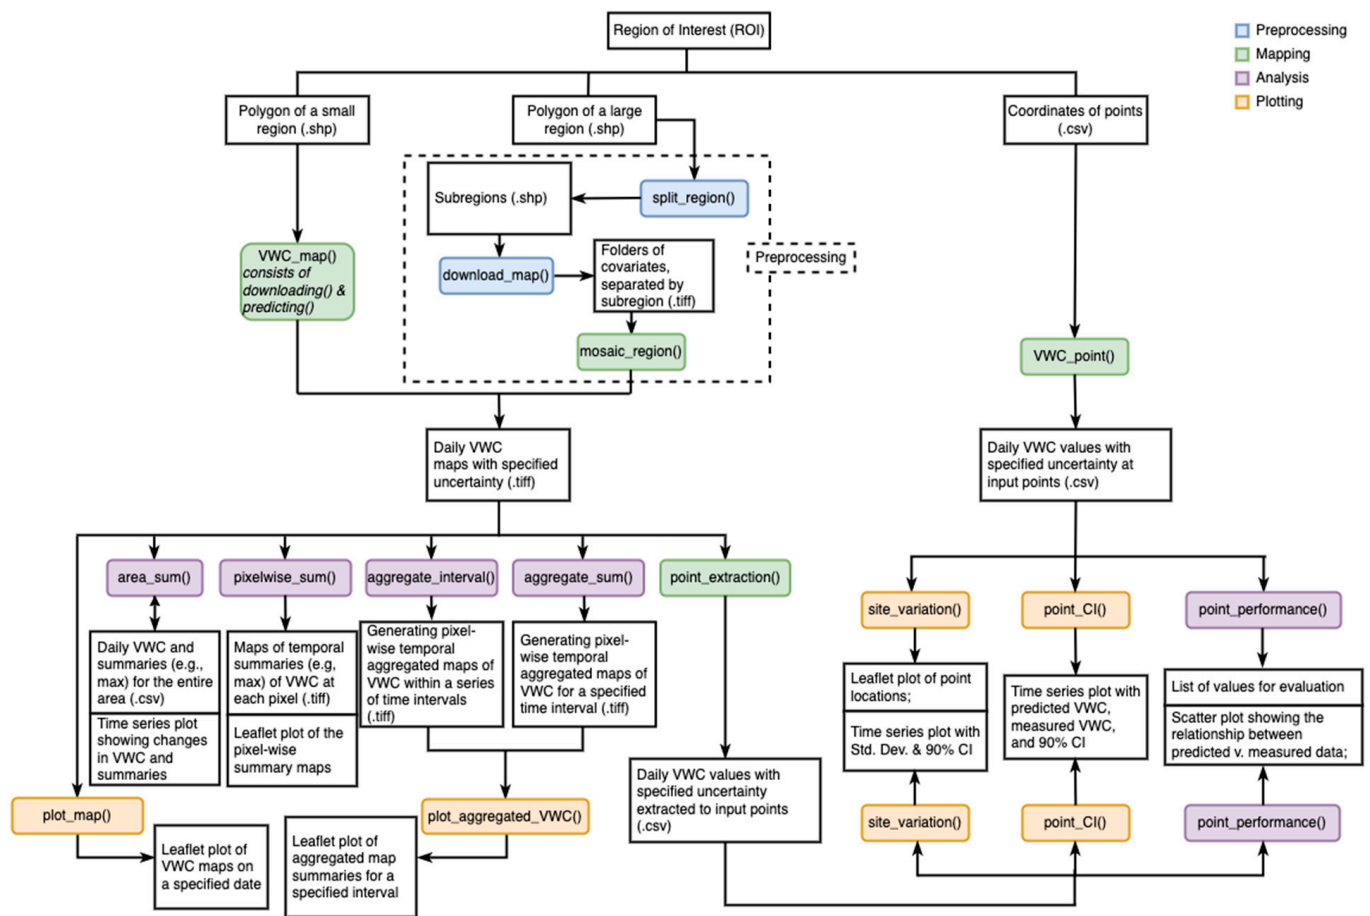 Region of Interest (ROI)
Preprocessing
Mapping
Analysis
Plotting
Polygon of a small
region (.shp)
Polygon of a large
region (.shp)
Coordinates of points
(.csv)
Subregions (.shp)
split_region()
VWC_map()
consists of
downloading() &
predicting()
download_map()
Folders of
covariates,
separated by
subregion (.tiff)
Preprocessing
mosaic_region()
VWC_point()
Daily VWC
maps with specified
uncertainty (.tiff)
Daily VWC values with
specified uncertainty at
input points (.csv)
area_sum()
pixelwise_sum()
aggregate_interval()
aggregate_sum()
point_extraction()
site_variation()
point_CI()
point_performance()
Daily VWC and
summaries (e.g.,
max) for the entire
area (.csv)
Time series plot
showing changes
in VWC and
summaries
Maps of temporal
summaries (e.g,
max) of VWC at
each pixel (.tiff)
Leaflet plot of the
pixel-wise
summary maps
Generating pixel-
wise temporal
aggregated maps of
VWC within a series
of time intervals
(.tiff)
Generating pixel-
wise temporal
aggregated maps of
VWC for a specified
time interval (.tiff)
Leaflet plot of point
locations;
Time series plot with
Std. Dev. & 90% CI
Time series plot with
predicted VWC,
measured VWC,
and 90% CI
List of values for evaluation
Scatter plot showing the
relationship between
predicted v. measured data;
plot_map()
plot_aggregated_VWC()
Daily VWC values with
specified uncertainty
extracted to input points
(.csv)
site_variation()
point_CI()
point_performance()
Leaflet plot of
VWC maps on
a specified date
Leaflet plot of
aggregated map
summaries for a
specified interval